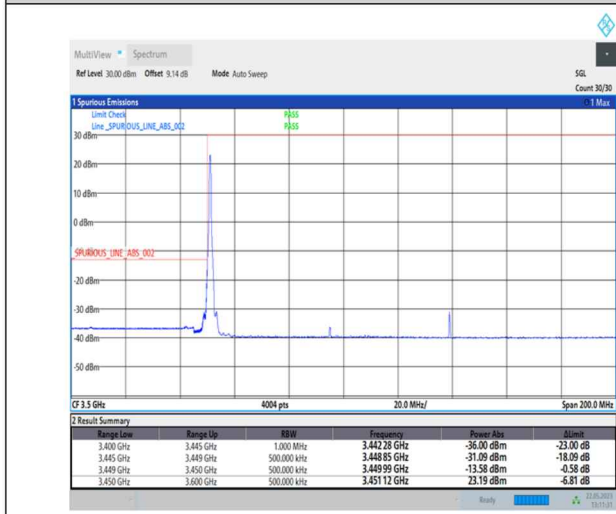 MultiView Spectrum
Ref Level 30.00 dBm Offset 9.14 dB Mode Auto Sweep SGL
Count 30/30
1 Spurious Emissions 1 Max
Limit Check PASS
Line _SPURIOUS_LINE_ABS_002 PASS
30 dBm
20 dBm
10 dBm
0 dBm
_SPURIOUS_LINE_ABS_002
-20 dBm
-30 dBm
-40 dBm
-50 dBm
CF 3.5 GHz 4004 pts 20.0 MHz/ Span 200.0 MHz
2 Result Summary
Range Low Range Up RBW Frequency Power Abs ΔLimit
3.400 GHz 3.445 GHz 1.000 MHz 3.442 28 GHz -36.00 dBm -23.00 dB
3.445 GHz 3.449 GHz 500.000 kHz 3.448 85 GHz -31.09 dBm -18.09 dB
3.449 GHz 3.450 GHz 500.000 kHz 3.449 99 GHz -13.58 dBm -0.58 dB
3.450 GHz 3.600 GHz 500.000 kHz 3.451 12 GHz 23.19 dBm -6.81 dB
Ready 22.05.2023
13:11:31